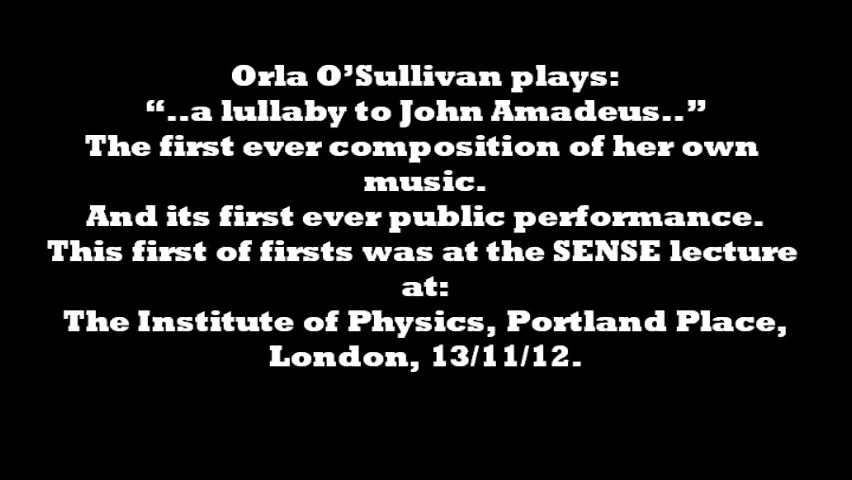 Orla O’Sullivan plays:
“..a lullaby to John Amadeus..”
The first ever composition of her own
music.
And its first ever public performance.
This first of firsts was at the SENSE lecture
at:
The Institute of Physics, Portland Place,
London, 13/11/12.